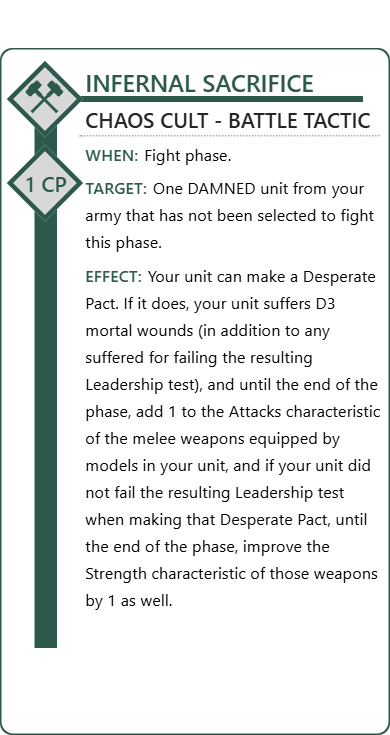 INFERNAL SACRIFICE
CHAOS CULT - BATTLE TACTIC
WHEN: Fight phase.
1 CP
TARGET: One DAMNED unit from your
army that has not been selected to fight
this phase.
EFFECT: Your unit can make a Desperate
Pact. If it does, your unit suffers D3
mortal wounds (in addition to any
suffered for failing the resulting
Leadership test), and until the end of the
phase, add 1 to the Attacks characteristic
of the melee weapons equipped by
models in your unit, and if your unit did
not fail the resulting Leadership test
when making that Desperate Pact, until
the end of the phase, improve the
Strength characteristic of those weapons
by 1 as well.